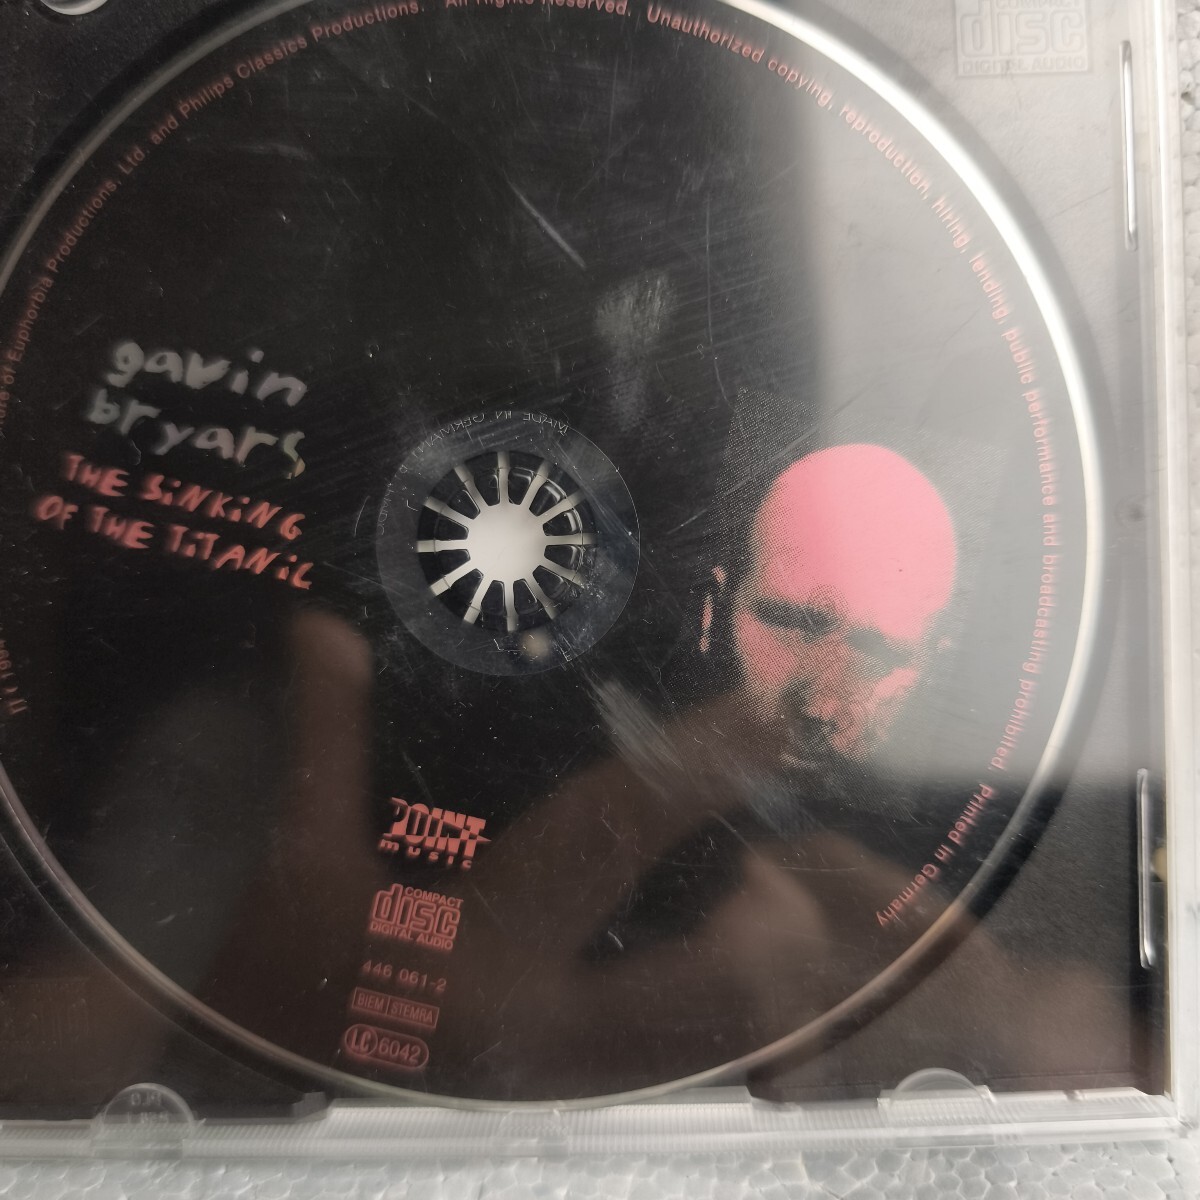 gavin
bryars
THE SiNKiNG
OF THE TiTANiC
of Euphorbia Productions, Ltd. and Philips Classics Productions. All Rights Reserved. Unauthorized copying, reproduction, hiring, lending, public performance and broadcasting prohibited. Printed in Germany
MADE IN GERMANY
POINT
music
COMPACT
disc
DIGITAL AUDIO
446 061-2
BIEM STEMRA
LC 6042
COMPACT
disc
DIGITAL AUDIO